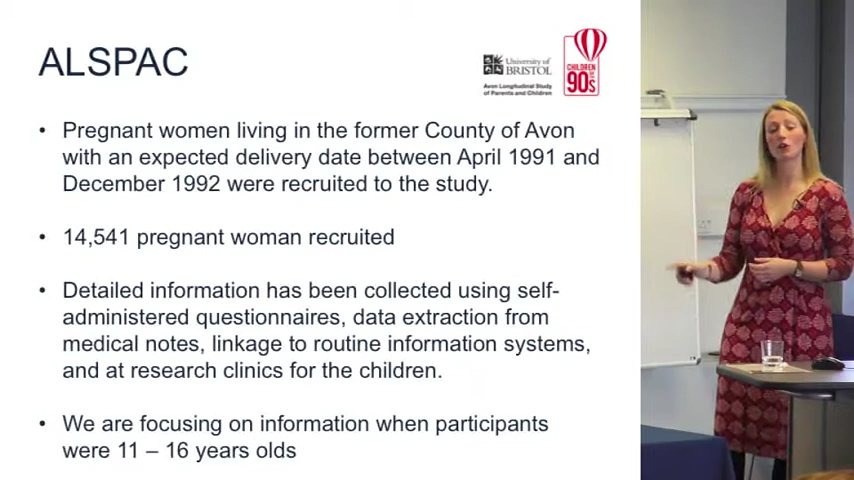 ALSPAC
University of
BRISTOL
Avon Longitudinal Study
of Parents and Children
CHILDREN
OF THE
90s
• Pregnant women living in the former County of Avon
with an expected delivery date between April 1991 and
December 1992 were recruited to the study.
• 14,541 pregnant woman recruited
• Detailed information has been collected using self-
administered questionnaires, data extraction from
medical notes, linkage to routine information systems,
and at research clinics for the children.
• We are focusing on information when participants
were 11 – 16 years olds